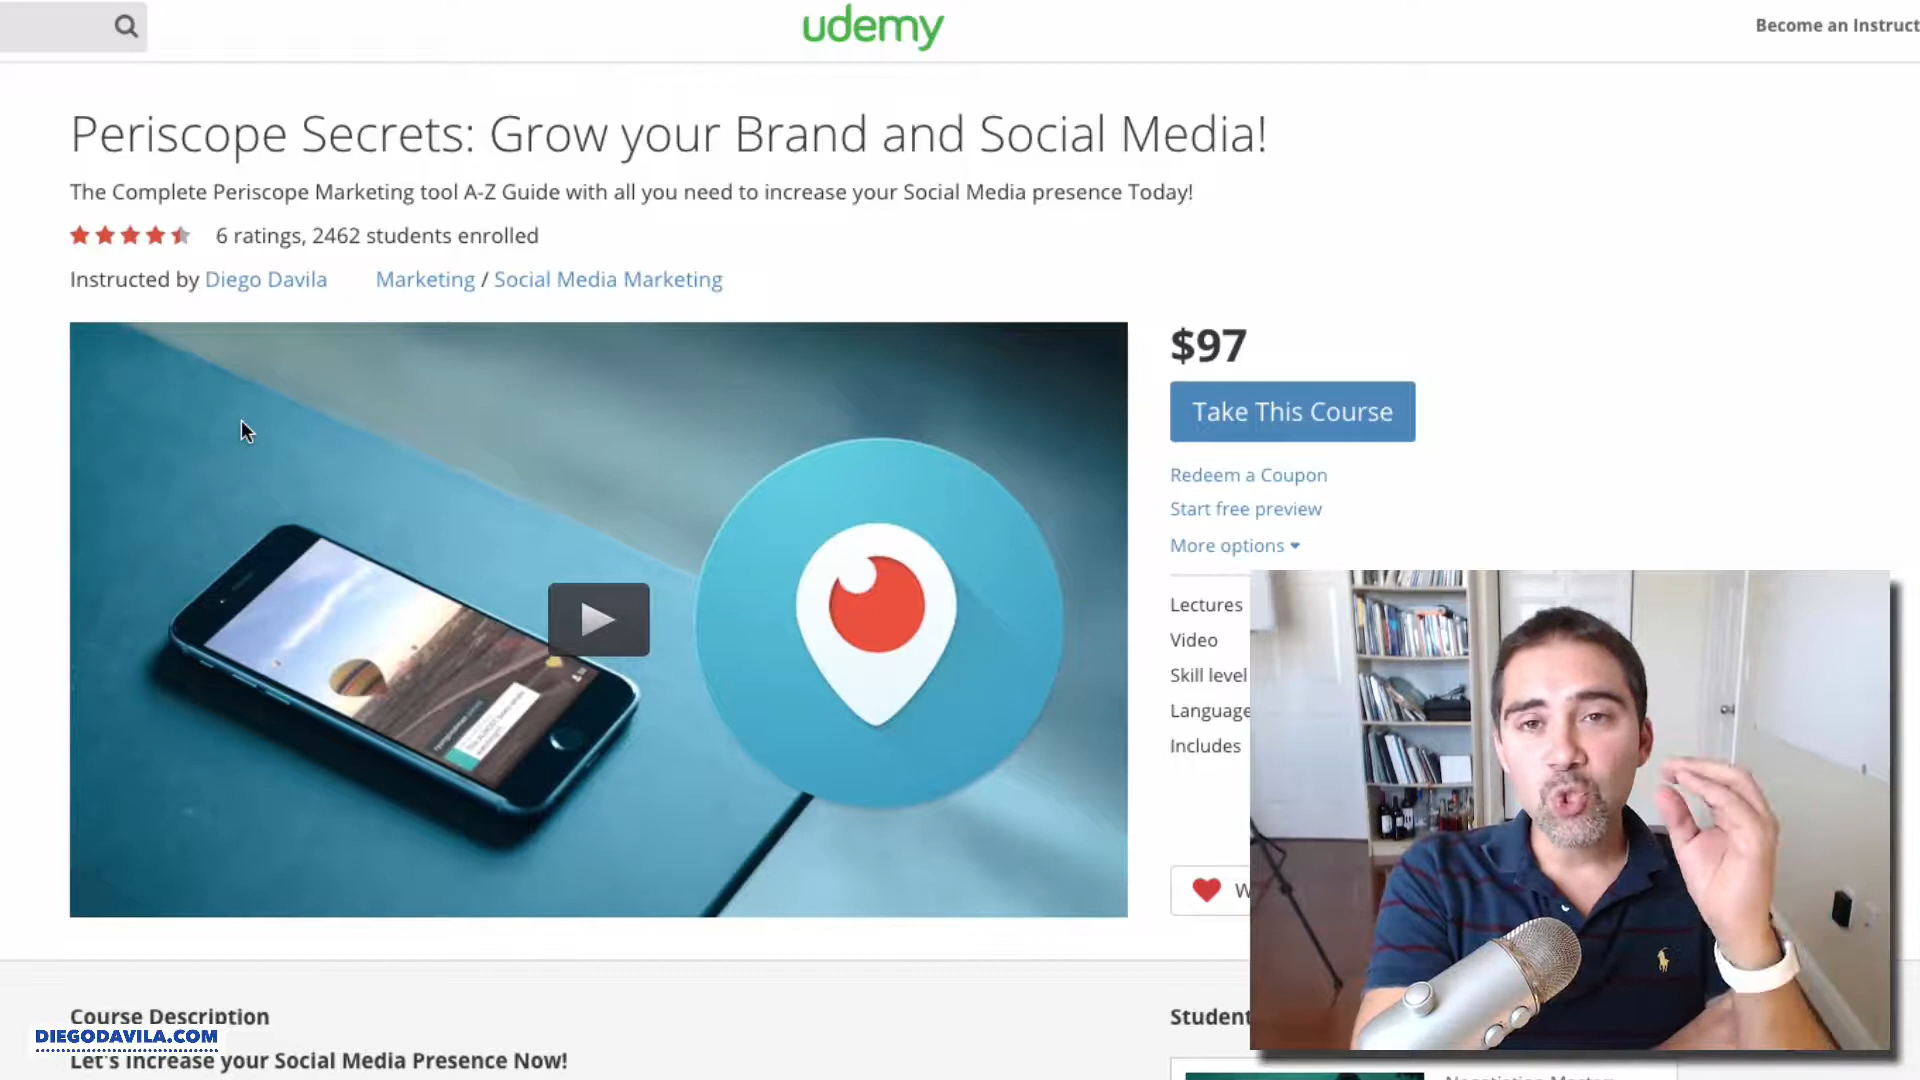 udemy
Become an Instruct
Periscope Secrets: Grow your Brand and Social Media!
The Complete Periscope Marketing tool A-Z Guide with all you need to increase your Social Media presence Today!
6 ratings, 2462 students enrolled
Instructed by Diego Davila Marketing / Social Media Marketing
$97
Take This Course
Redeem a Coupon
Start free preview
More options
Lectures
Video
Skill level
Language
Includes
W
Course Description
Student
DIEGODAVILA.COM
Let's increase your Social Media Presence Now!